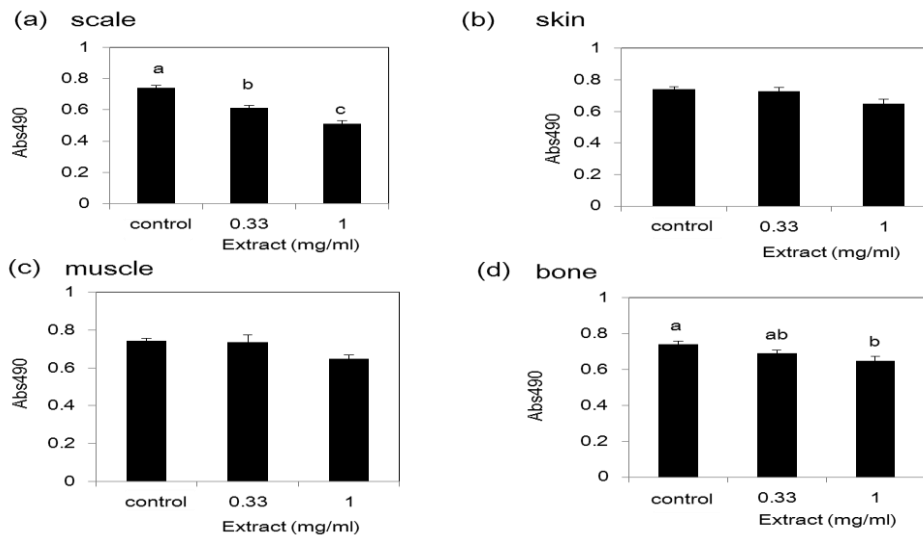 (a) scale
1
0.8
0.6
0.4
0.2
0
Abs490
a
b
c
control 0.33 1
Extract (mg/ml)
(b) skin
1
0.8
0.6
0.4
0.2
0
Abs490
control 0.33 1
Extract (mg/ml)
(c) muscle
1
0.8
0.6
0.4
0.2
0
Abs490
control 0.33 1
Extract (mg/ml)
(d) bone
1
0.8
0.6
0.4
0.2
0
Abs490
a
ab
b
control 0.33 1
Extract (mg/ml)